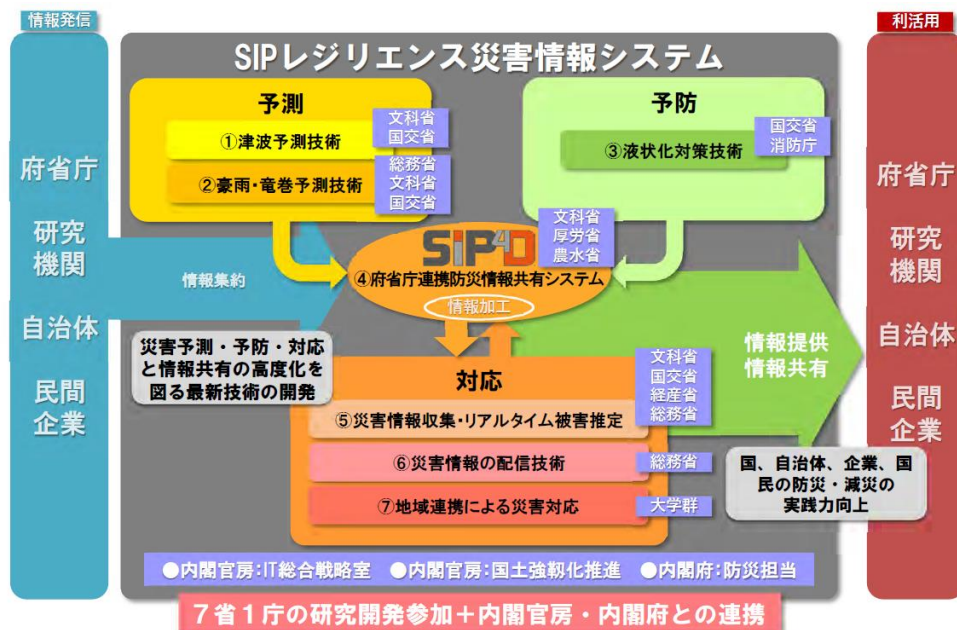 情報発信
利活用
SIPレジリエンス災害情報システム
府省庁
研究
機関
自治体
民間
企業
予測
①津波予測技術
文科省
国交省
②豪雨・竜巻予測技術
総務省
文科省
国交省
予防
③液状化対策技術
国交省
消防庁
情報集約
SIP4D
文科省
厚労省
農水省
④府省庁連携防災情報共有システム
情報加工
災害予測・予防・対応
と情報共有の高度化を
図る最新技術の開発
対応
⑤災害情報収集・リアルタイム被害推定
文科省
国交省
経産省
総務省
⑥災害情報の配信技術
総務省
⑦地域連携による災害対応
大学群
情報提供
情報共有
国、自治体、企業、国
民の防災・減災の
実践力向上
府省庁
研究
機関
自治体
民間
企業
●内閣官房:IT総合戦略室 ●内閣官房:国土強靭化推進 ●内閣府:防災担当
7省1庁の研究開発参加+内閣官房・内閣府との連携